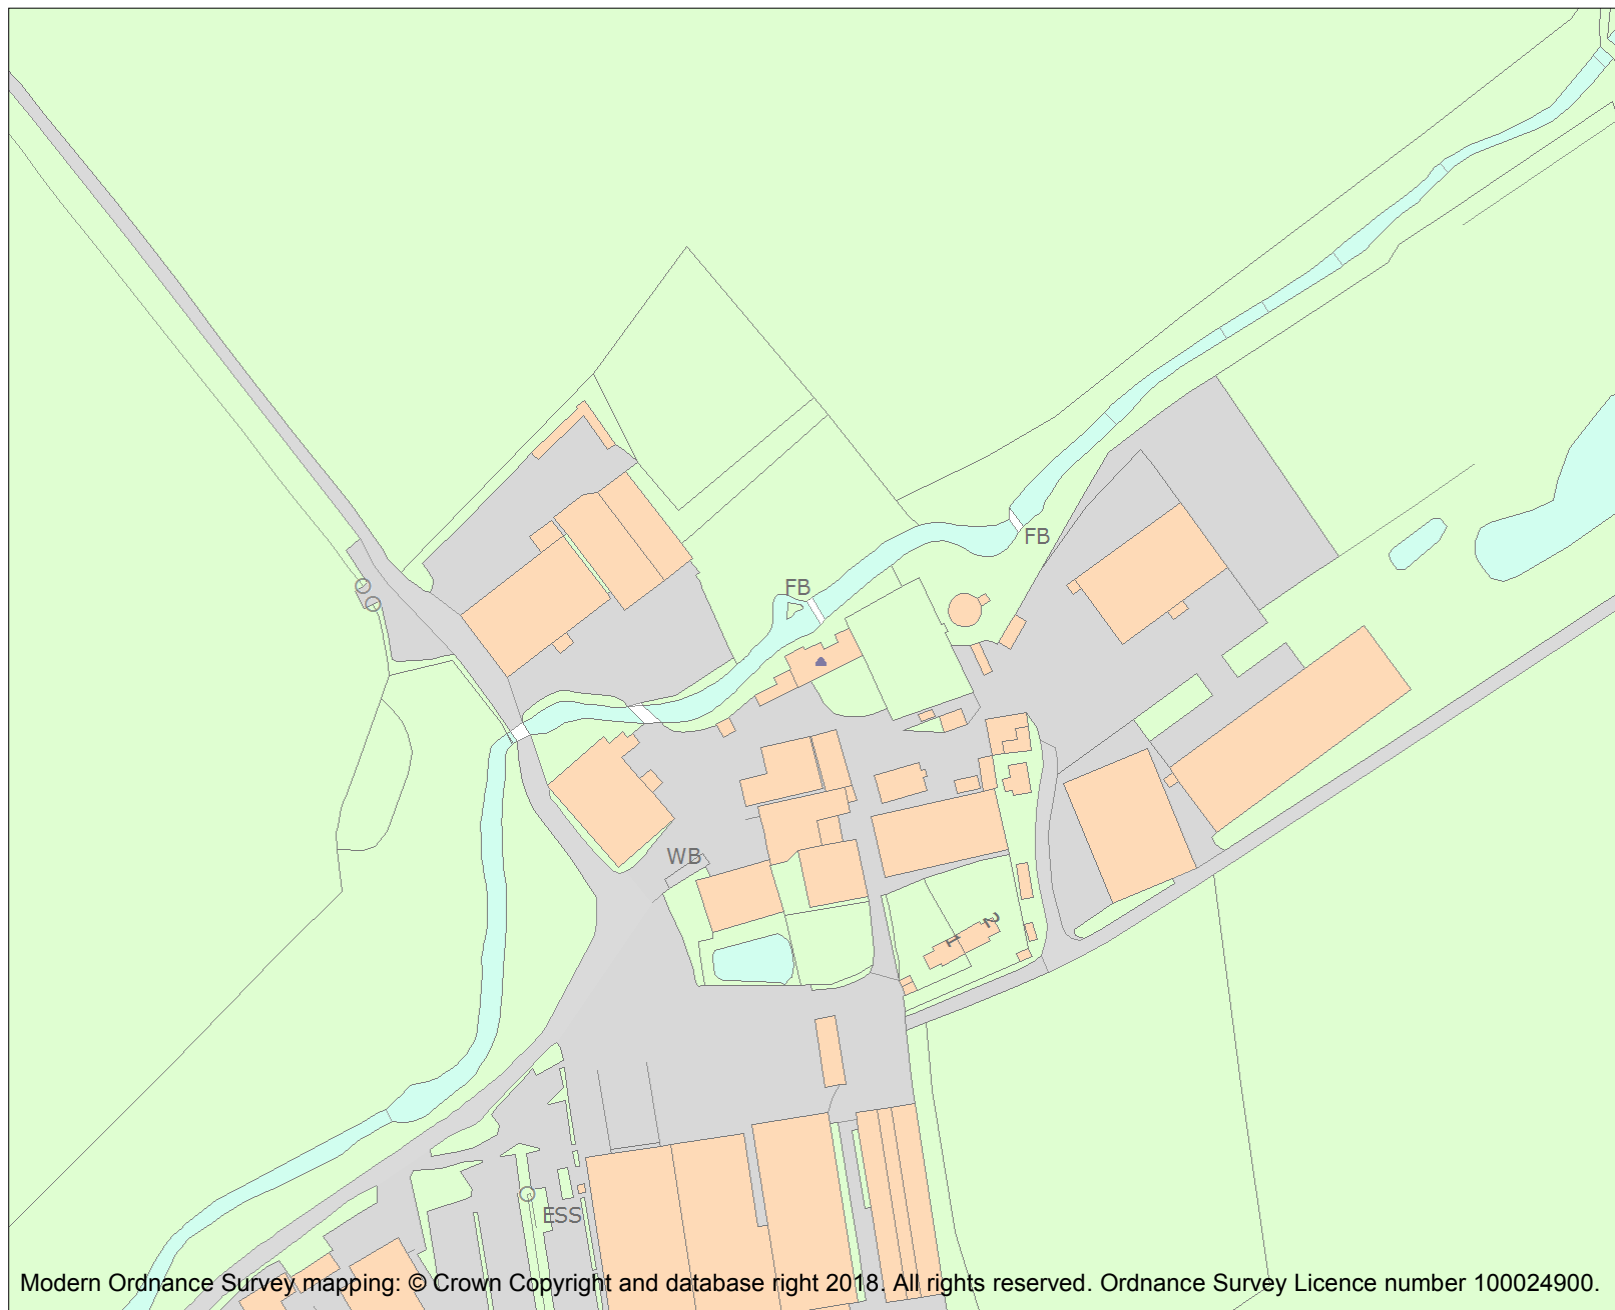 FB
FB
WB
1 2
ESS
Modern Ordnance Survey mapping: © Crown Copyright and database right 2018. All rights reserved. Ordnance Survey Licence number 100024900.